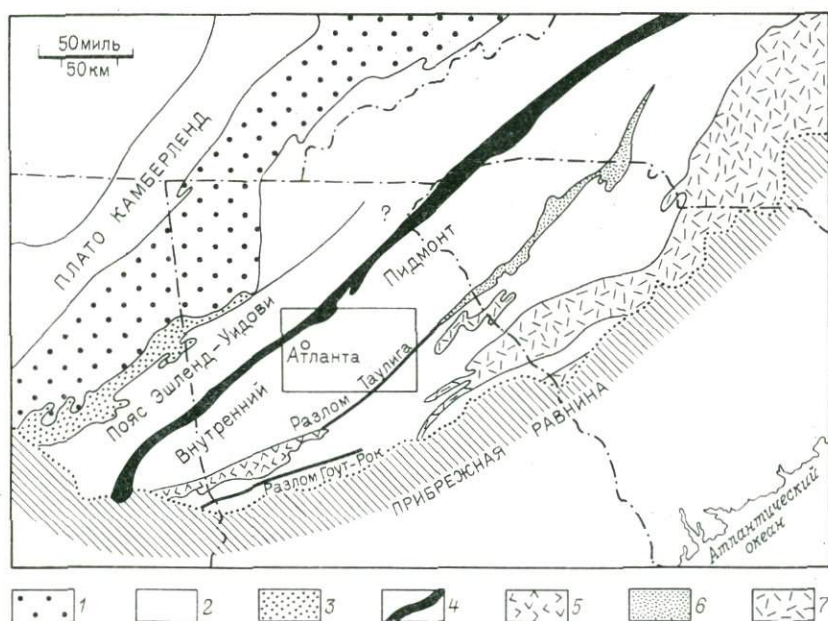 50 миль
50 км
ПЛАТО КАМБЕРЛЕНД
?
Пидмонт
Атланта
Пояс Эшленд-Уидови
Внутренний
Разлом Таулига
Разлом Гоут-Рок
ПРИБРЕЖНАЯ РАВНИНА
Атлантический
океан
1 2 3 4 5 6 7